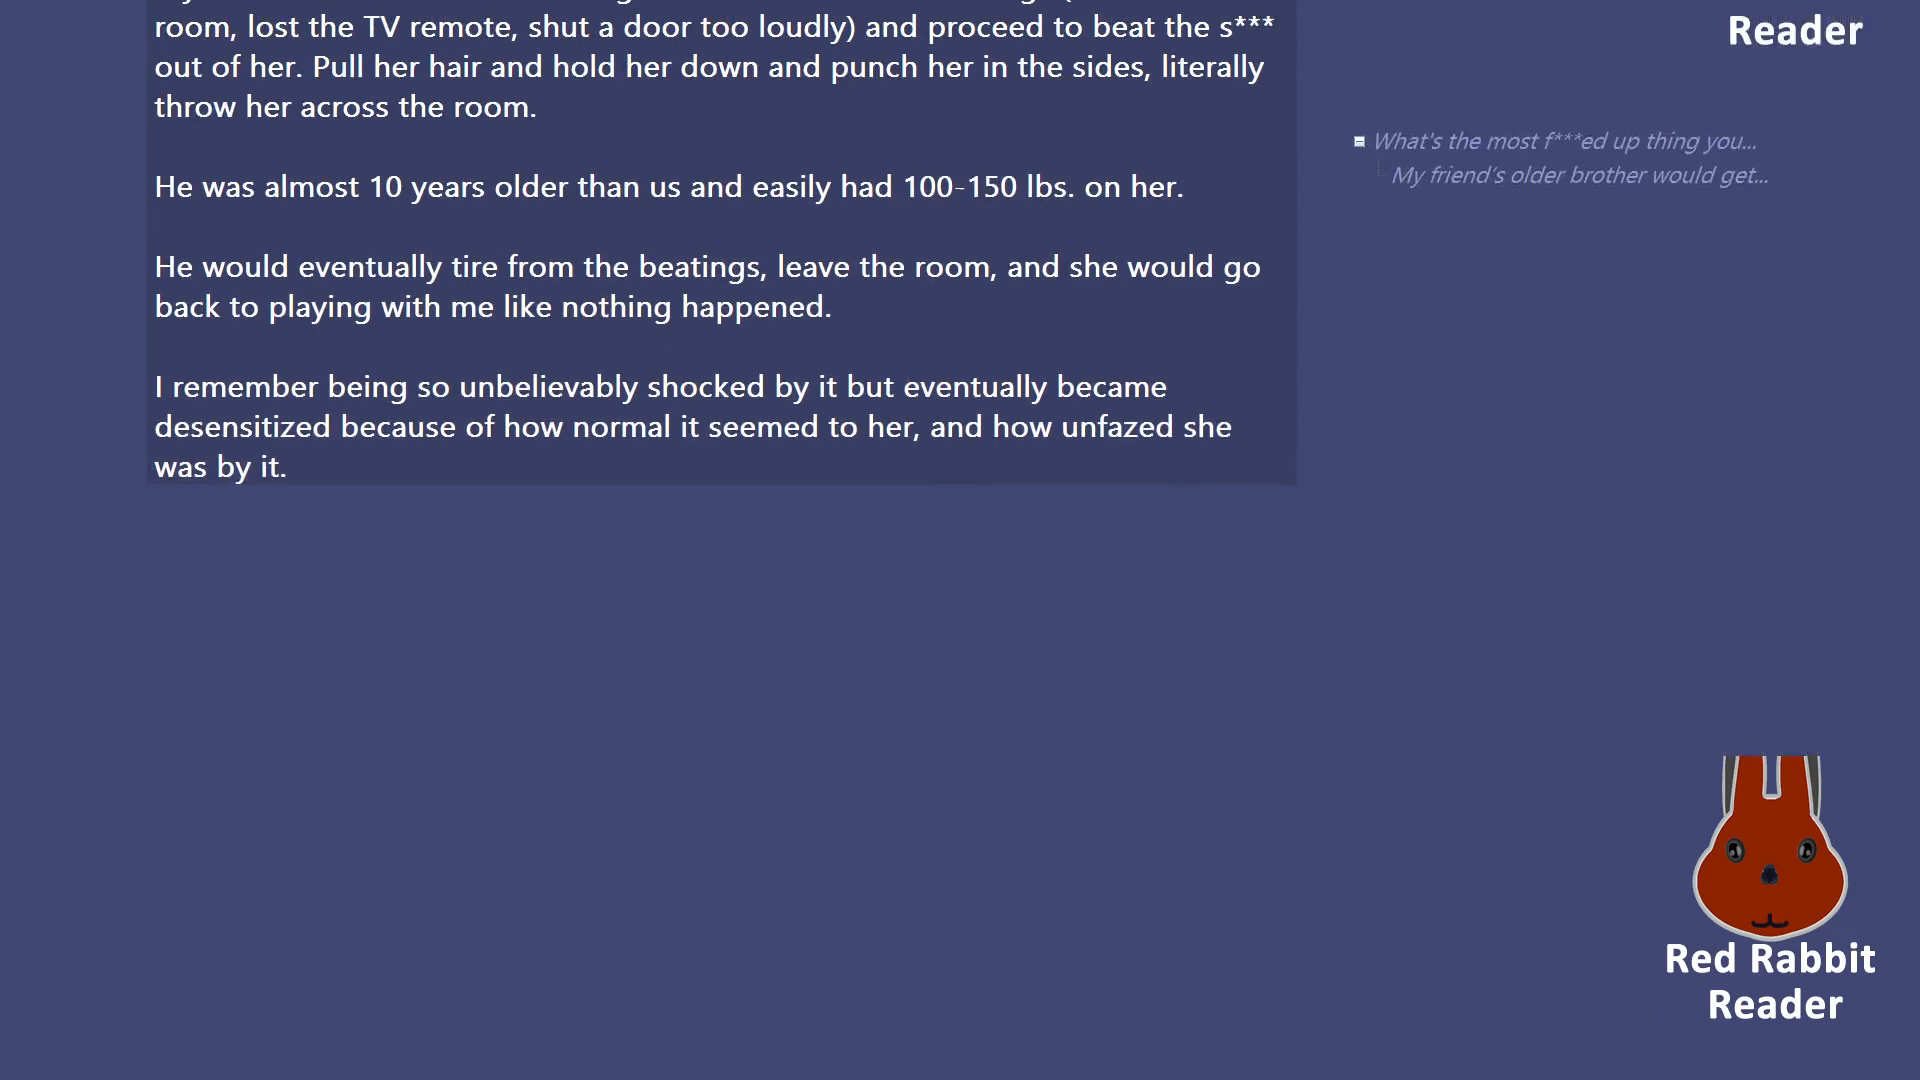 room, lost the TV remote, shut a door too loudly) and proceed to beat the s***
out of her. Pull her hair and hold her down and punch her in the sides, literally
throw her across the room.
He was almost 10 years older than us and easily had 100-150 lbs. on her.
He would eventually tire from the beatings, leave the room, and she would go
back to playing with me like nothing happened.
I remember being so unbelievably shocked by it but eventually became
desensitized because of how normal it seemed to her, and how unfazed she
was by it.
Reader
What's the most f***ed up thing you...
My friend's older brother would get...
Red Rabbit
Reader